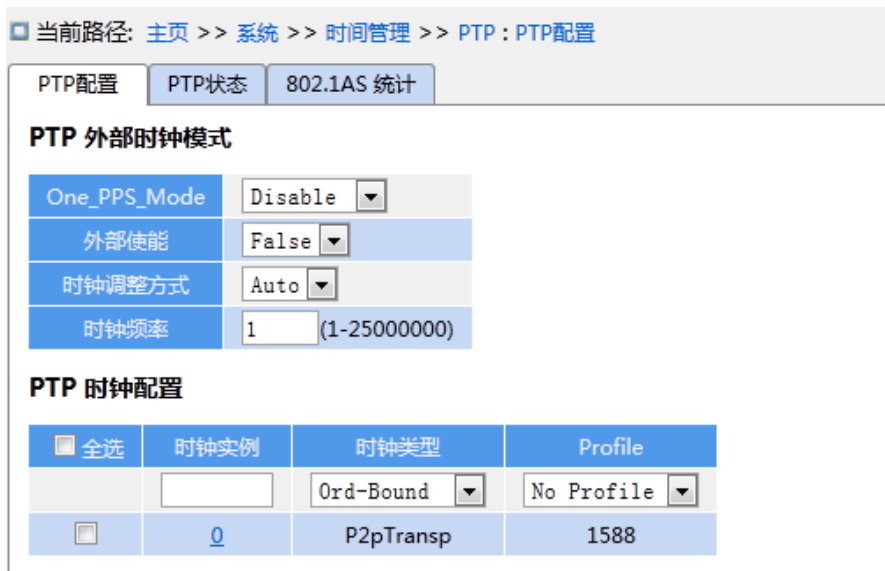 当前路径: 主页 >> 系统 >> 时间管理 >> PTP : PTP配置
PTP配置 PTP状态 802.1AS 统计
PTP 外部时钟模式
One_PPS_Mode Disable
外部使能 False
时钟调整方式 Auto
时钟频率 1 (1-25000000)
PTP 时钟配置
全选 时钟实例 时钟类型 Profile
Ord-Bound No Profile
0 P2pTransp 1588